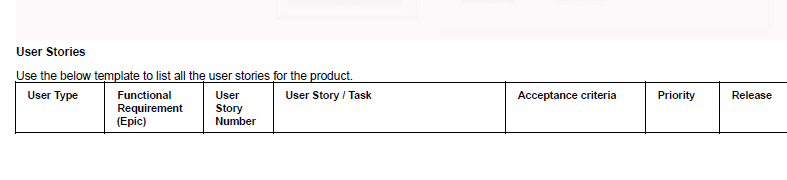 User Stories
Use the below template to list all the user stories for the product.
User Type
Functional
Requirement
(Epic)
User
Story
Number
User Story / Task
Acceptance criteria
Priority
Release